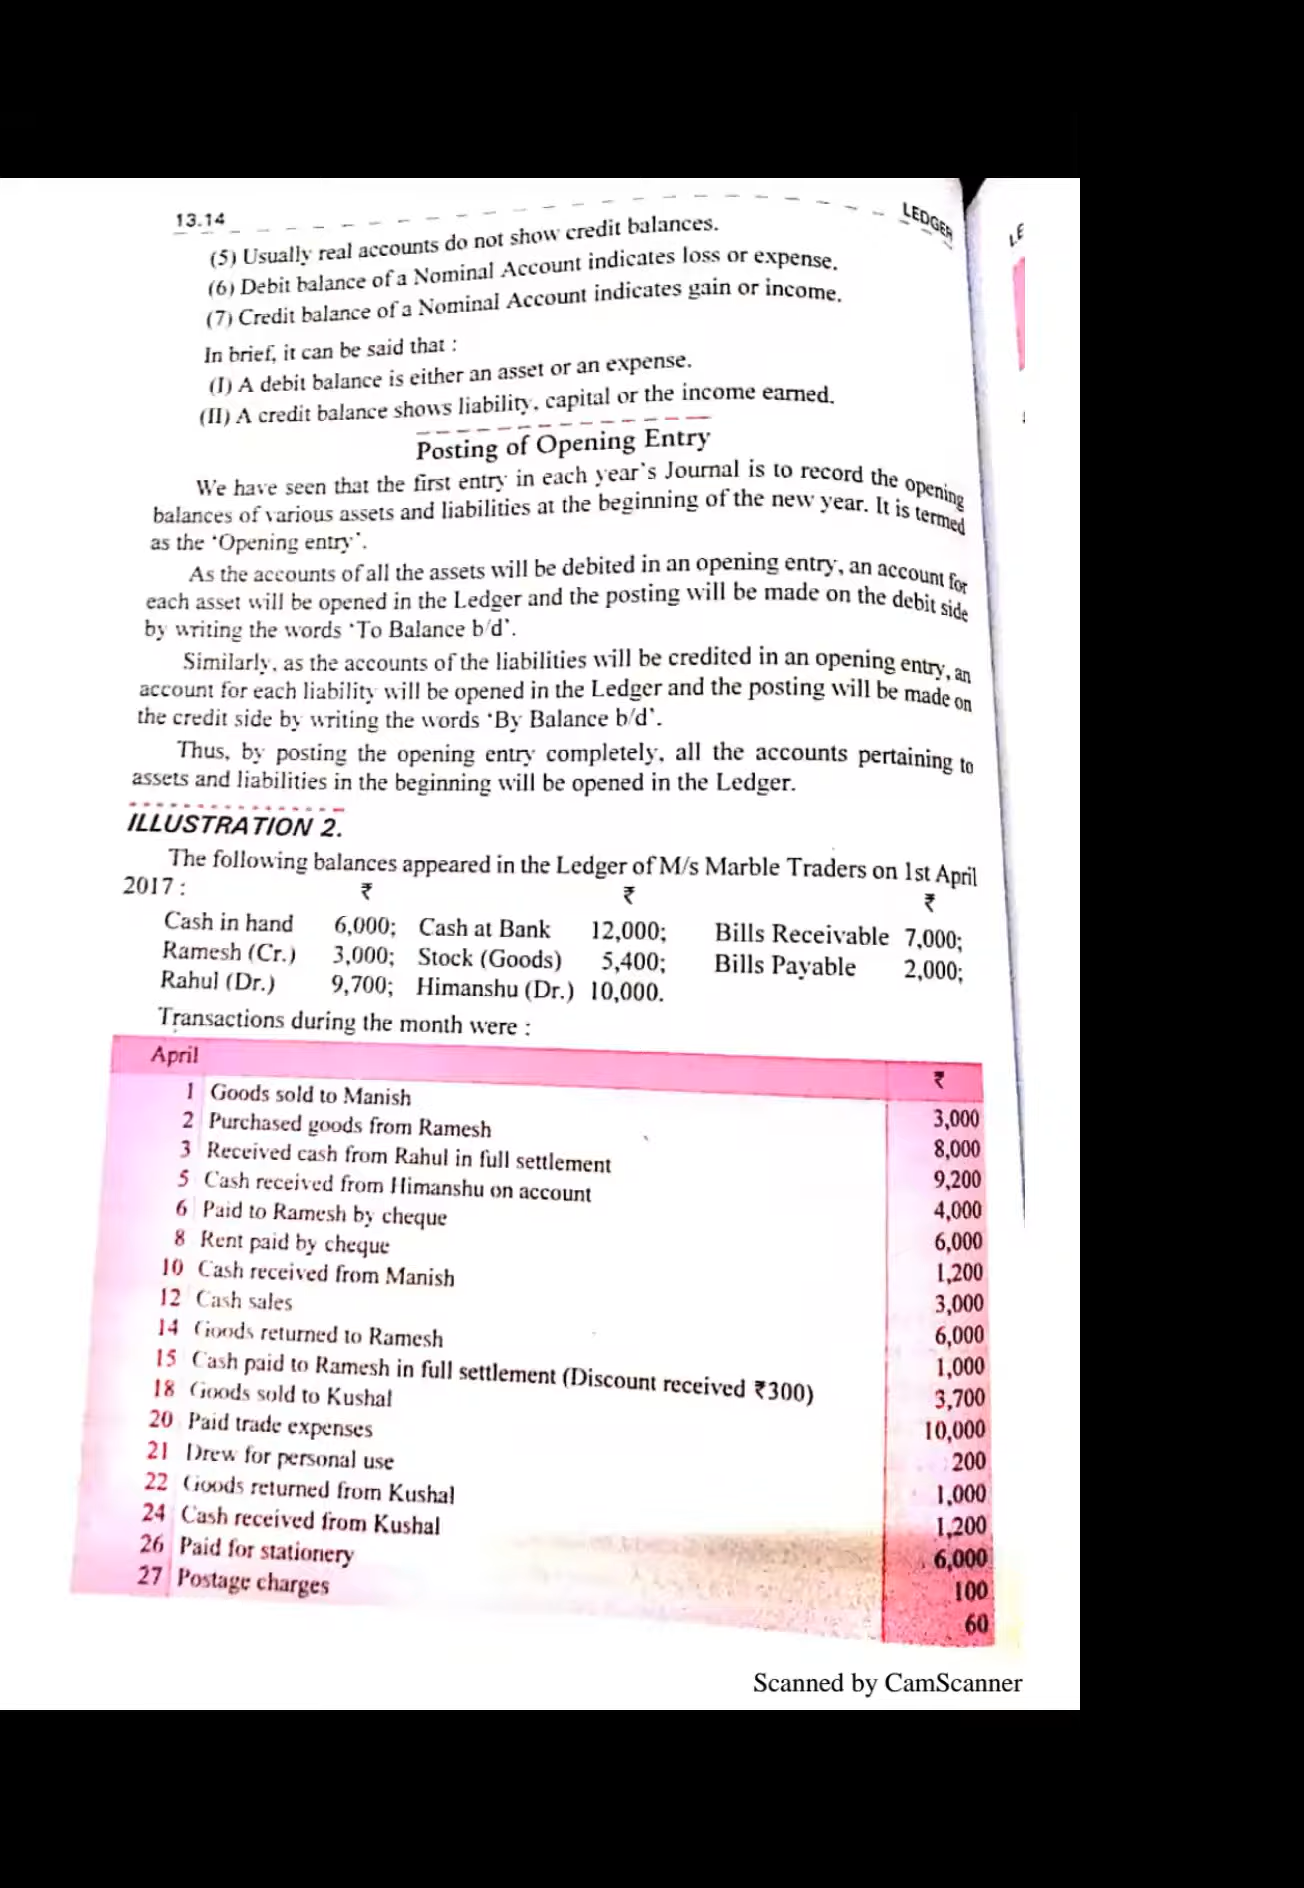 13.14 LEDGER
(5) Usually real accounts do not show credit balances.
(6) Debit balance of a Nominal Account indicates loss or expense.
(7) Credit balance of a Nominal Account indicates gain or income.
In brief, it can be said that :
(I) A debit balance is either an asset or an expense.
(II) A credit balance shows liability, capital or the income earned.
Posting of Opening Entry
We have seen that the first entry in each year's Journal is to record the opening
balances of various assets and liabilities at the beginning of the new year. It is termed
as the 'Opening entry'.
As the accounts of all the assets will be debited in an opening entry, an account for
each asset will be opened in the Ledger and the posting will be made on the debit side
by writing the words 'To Balance b/d'.
Similarly, as the accounts of the liabilities will be credited in an opening entry, an
account for each liability will be opened in the Ledger and the posting will be made on
the credit side by writing the words 'By Balance b/d'.
Thus, by posting the opening entry completely, all the accounts pertaining to
assets and liabilities in the beginning will be opened in the Ledger.
ILLUSTRATION 2.
The following balances appeared in the Ledger of M/s Marble Traders on 1st April
2017 : ₹ ₹ ₹
Cash in hand 6,000; Cash at Bank 12,000; Bills Receivable 7,000;
Ramesh (Cr.) 3,000; Stock (Goods) 5,400; Bills Payable 2,000;
Rahul (Dr.) 9,700; Himanshu (Dr.) 10,000.
Transactions during the month were :
April ₹
1 Goods sold to Manish 3,000
2 Purchased goods from Ramesh 8,000
3 Received cash from Rahul in full settlement 9,200
5 Cash received from Himanshu on account 4,000
6 Paid to Ramesh by cheque 6,000
8 Rent paid by cheque 1,200
10 Cash received from Manish 3,000
12 Cash sales 6,000
14 Goods returned to Ramesh 1,000
15 Cash paid to Ramesh in full settlement (Discount received ₹300) 3,700
18 Goods sold to Kushal 10,000
20 Paid trade expenses 200
21 Drew for personal use 1,000
22 Goods returned from Kushal 1,200
24 Cash received from Kushal 6,000
26 Paid for stationery 100
27 Postage charges 60
Scanned by CamScanner